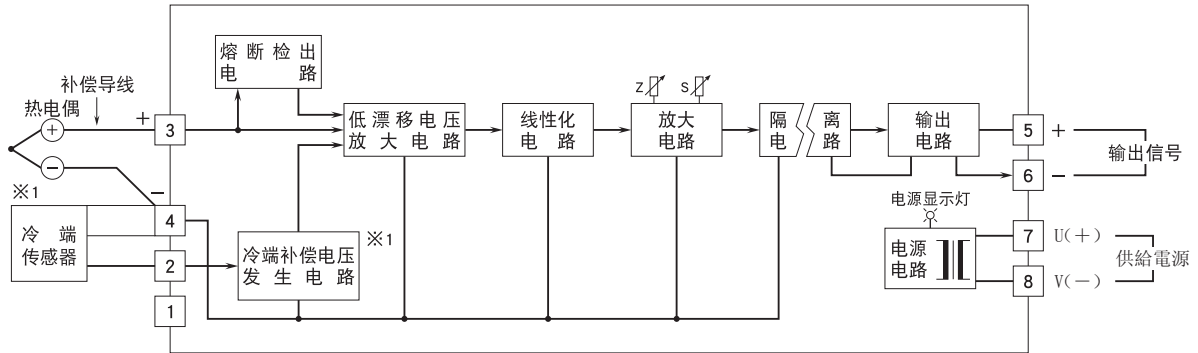 熔断检出
电路
补偿导线
热电偶
+
+
3
−
※1
−
冷端
传感器
4
2
1
低漂移电压
放大电路
※1
冷端补偿电压
发生电路
线性化
电路
Z
S
放大
电路
隔离
电路
输出
电路
5 +
6 −
输出信号
电源显示灯
电源
电路
7 U(+)
8 V(−)
供給電源